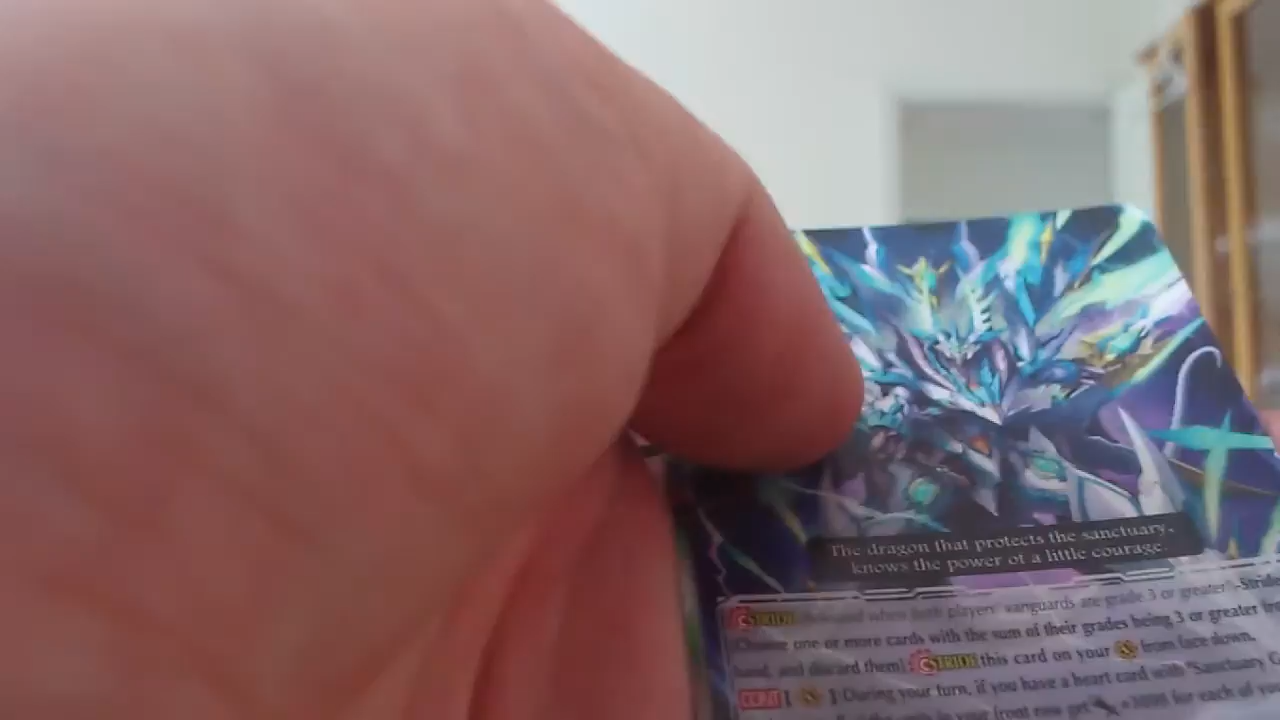 The dragon that protects the sanctuary,
knows the power of a little courage.
STRIDE when both players' vanguards are grade 3 or greater -Stride
Choose one or more cards with the sum of their grades being 3 or greater from
hand, and discard them] STRIDE this card on your from face down.
CONT [ ] During your turn, if you have a heart card with "Sanctuary
in your front row get for each of your